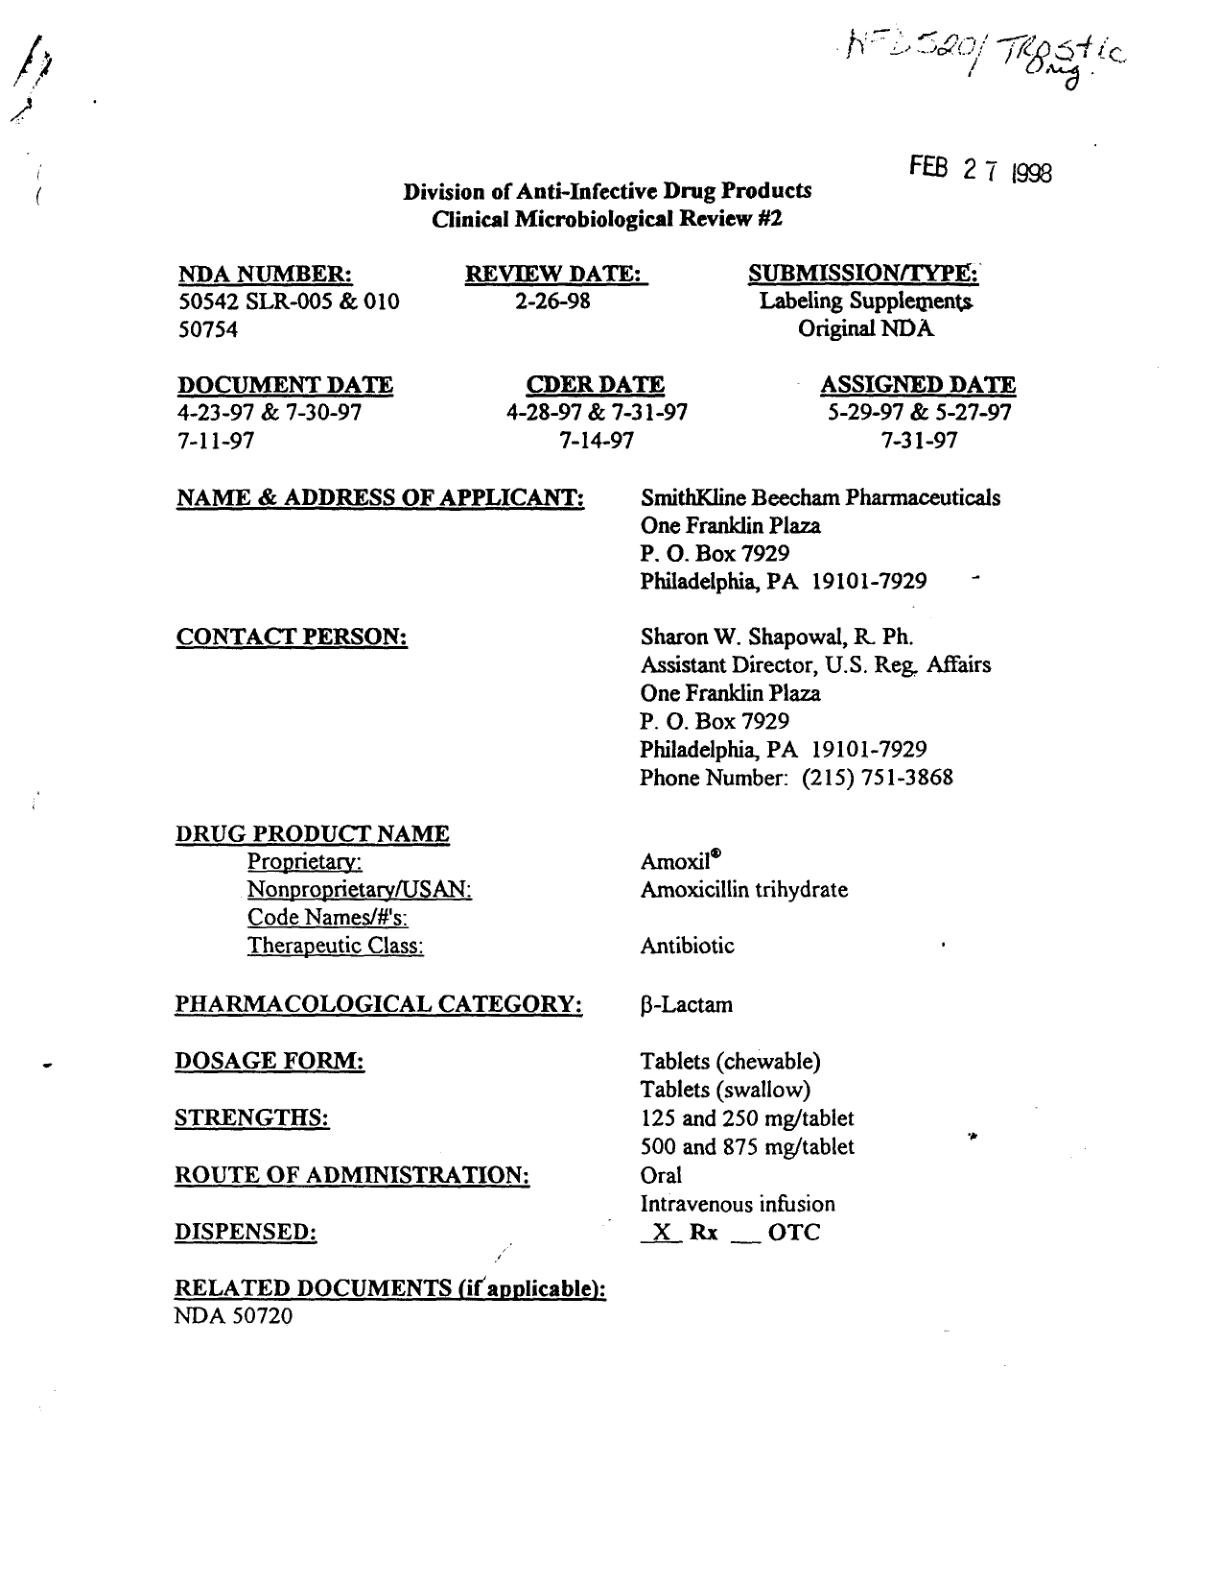 HFD 520/ Trostle
Orig.
FEB 27 1998
Division of Anti-Infective Drug Products
Clinical Microbiological Review #2
NDA NUMBER: REVIEW DATE: SUBMISSION/TYPE:
50542 SLR-005 & 010 2-26-98 Labeling Supplements
50754 Original NDA
DOCUMENT DATE CDER DATE ASSIGNED DATE
4-23-97 & 7-30-97 4-28-97 & 7-31-97 5-29-97 & 5-27-97
7-11-97 7-14-97 7-31-97
NAME & ADDRESS OF APPLICANT: SmithKline Beecham Pharmaceuticals
One Franklin Plaza
P. O. Box 7929
Philadelphia, PA 19101-7929
CONTACT PERSON: Sharon W. Shapowal, R. Ph.
Assistant Director, U.S. Reg. Affairs
One Franklin Plaza
P. O. Box 7929
Philadelphia, PA 19101-7929
Phone Number: (215) 751-3868
DRUG PRODUCT NAME
Proprietary: Amoxil®
Nonproprietary/USAN: Amoxicillin trihydrate
Code Names/#'s:
Therapeutic Class: Antibiotic
PHARMACOLOGICAL CATEGORY: β-Lactam
DOSAGE FORM: Tablets (chewable)
Tablets (swallow)
STRENGTHS: 125 and 250 mg/tablet
500 and 875 mg/tablet
ROUTE OF ADMINISTRATION: Oral
Intravenous infusion
DISPENSED: _X_ Rx __ OTC
RELATED DOCUMENTS (if applicable):
NDA 50720